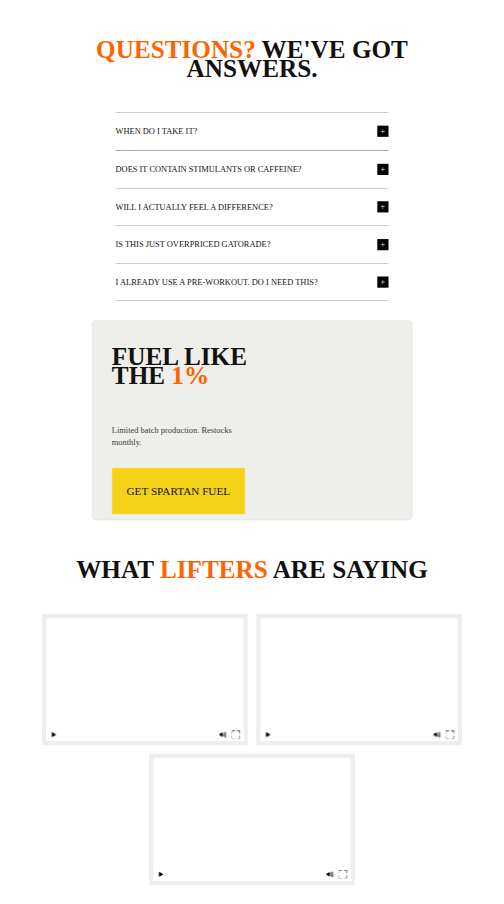 QUESTIONS? WE'VE GOT
ANSWERS.
WHEN DO I TAKE IT?
+
DOES IT CONTAIN STIMULANTS OR CAFFEINE?
+
WILL I ACTUALLY FEEL A DIFFERENCE?
+
IS THIS JUST OVERPRICED GATORADE?
+
I ALREADY USE A PRE-WORKOUT. DO I NEED THIS?
+
FUEL LIKE
THE 1%
Limited batch production. Restocks
monthly.
GET SPARTAN FUEL
WHAT LIFTERS ARE SAYING